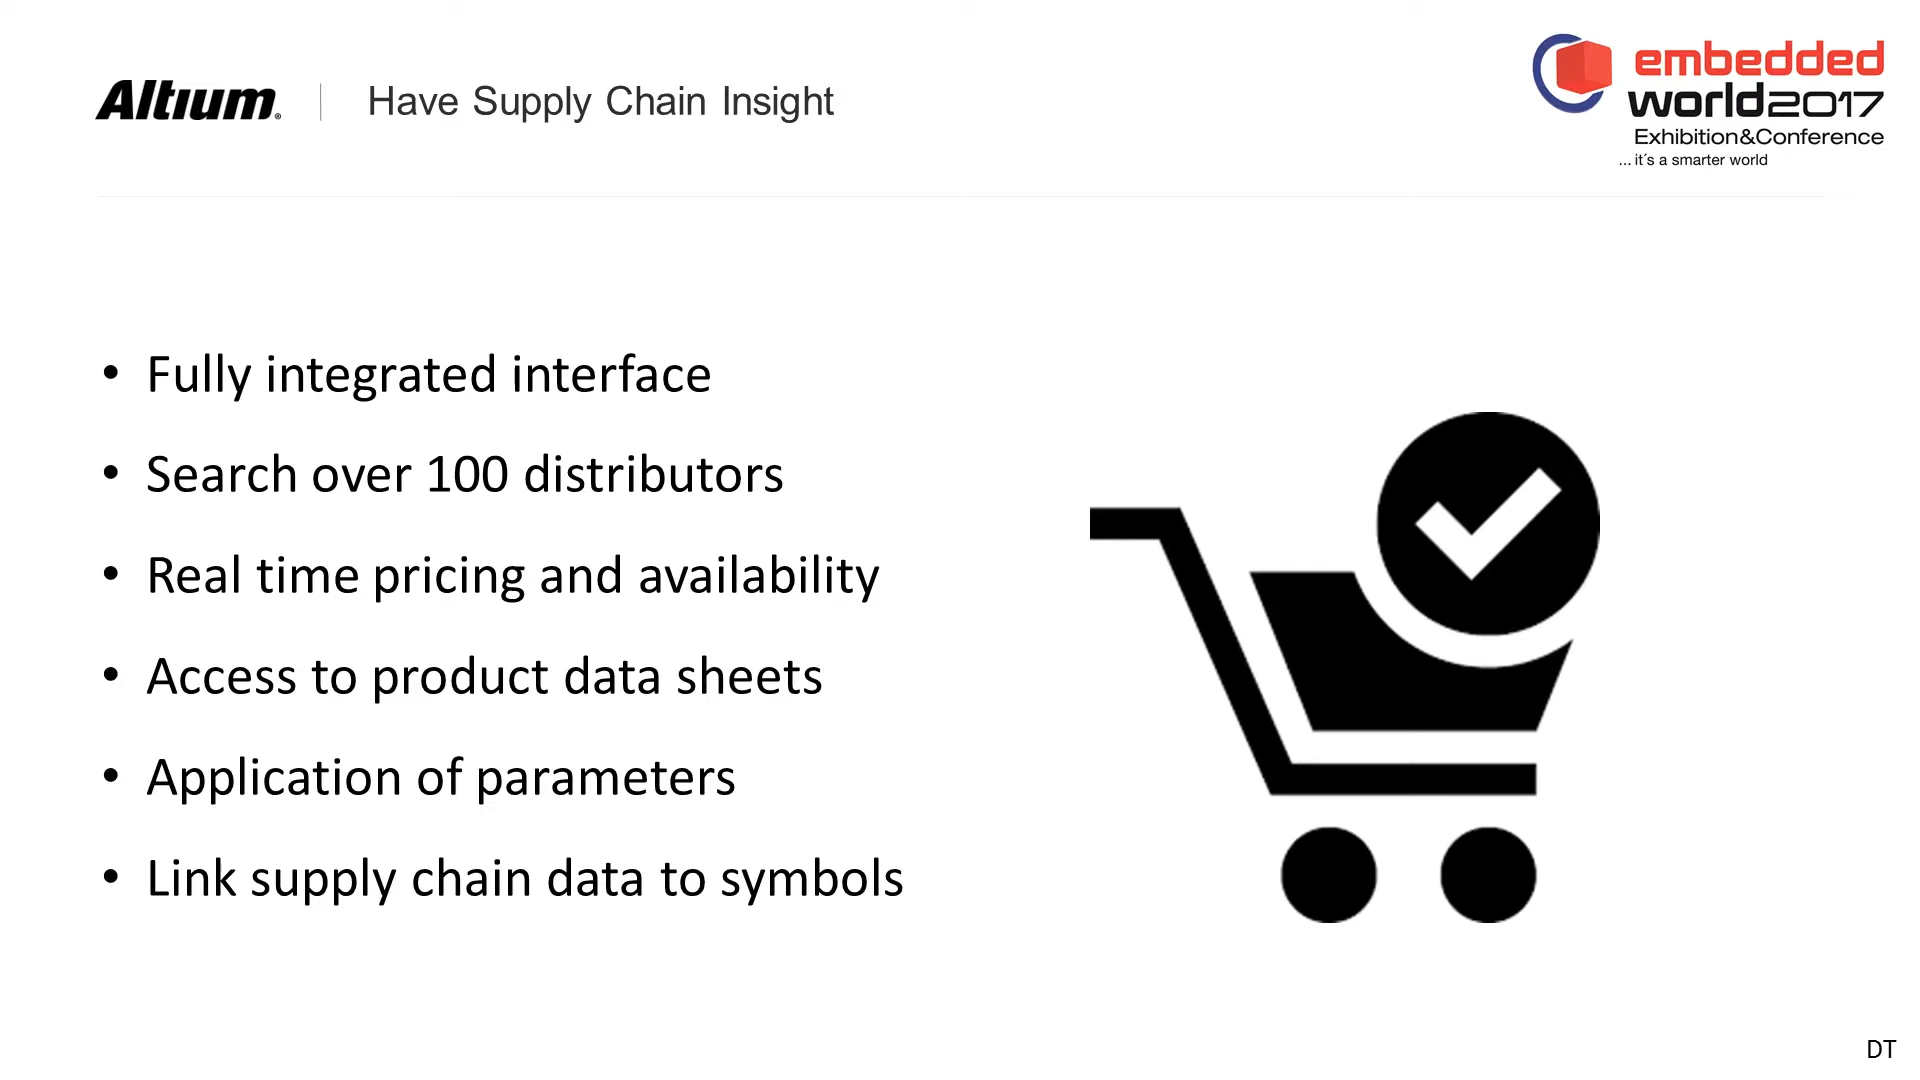 Altium.
Have Supply Chain Insight
embedded
world2017
Exhibition&Conference
... it´s a smarter world
• Fully integrated interface
• Search over 100 distributors
• Real time pricing and availability
• Access to product data sheets
• Application of parameters
• Link supply chain data to symbols
DT